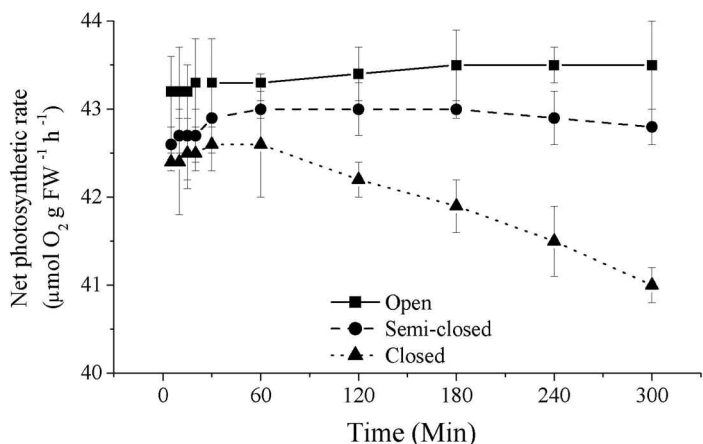 Net photosynthetic rate
(μmol O₂ g FW ⁻¹ h⁻¹)
44
43
42
41
40
Open
Semi-closed
Closed
0 60 120 180 240 300
Time (Min)